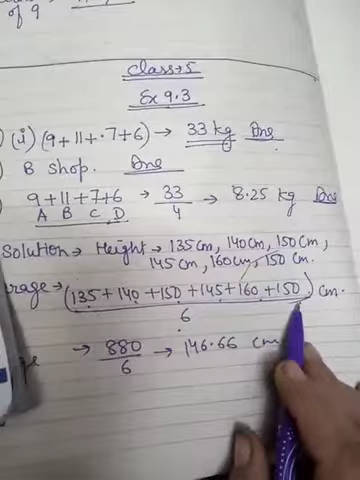 of 9
Class→5
Ex 9.3
(ii) (9+11+.7+6) → 33 kg Ans
B shop. Ans
9+11+7+6 → 33/4 → 8.25 kg Ans
A B C D
Solution → Height → 135 cm, 140 cm, 150 cm,
145 cm, 160 cm, 150 cm.
erage → (135+140+150+145+160+150) cm.
6
→ 880/6 → 146.66 cm